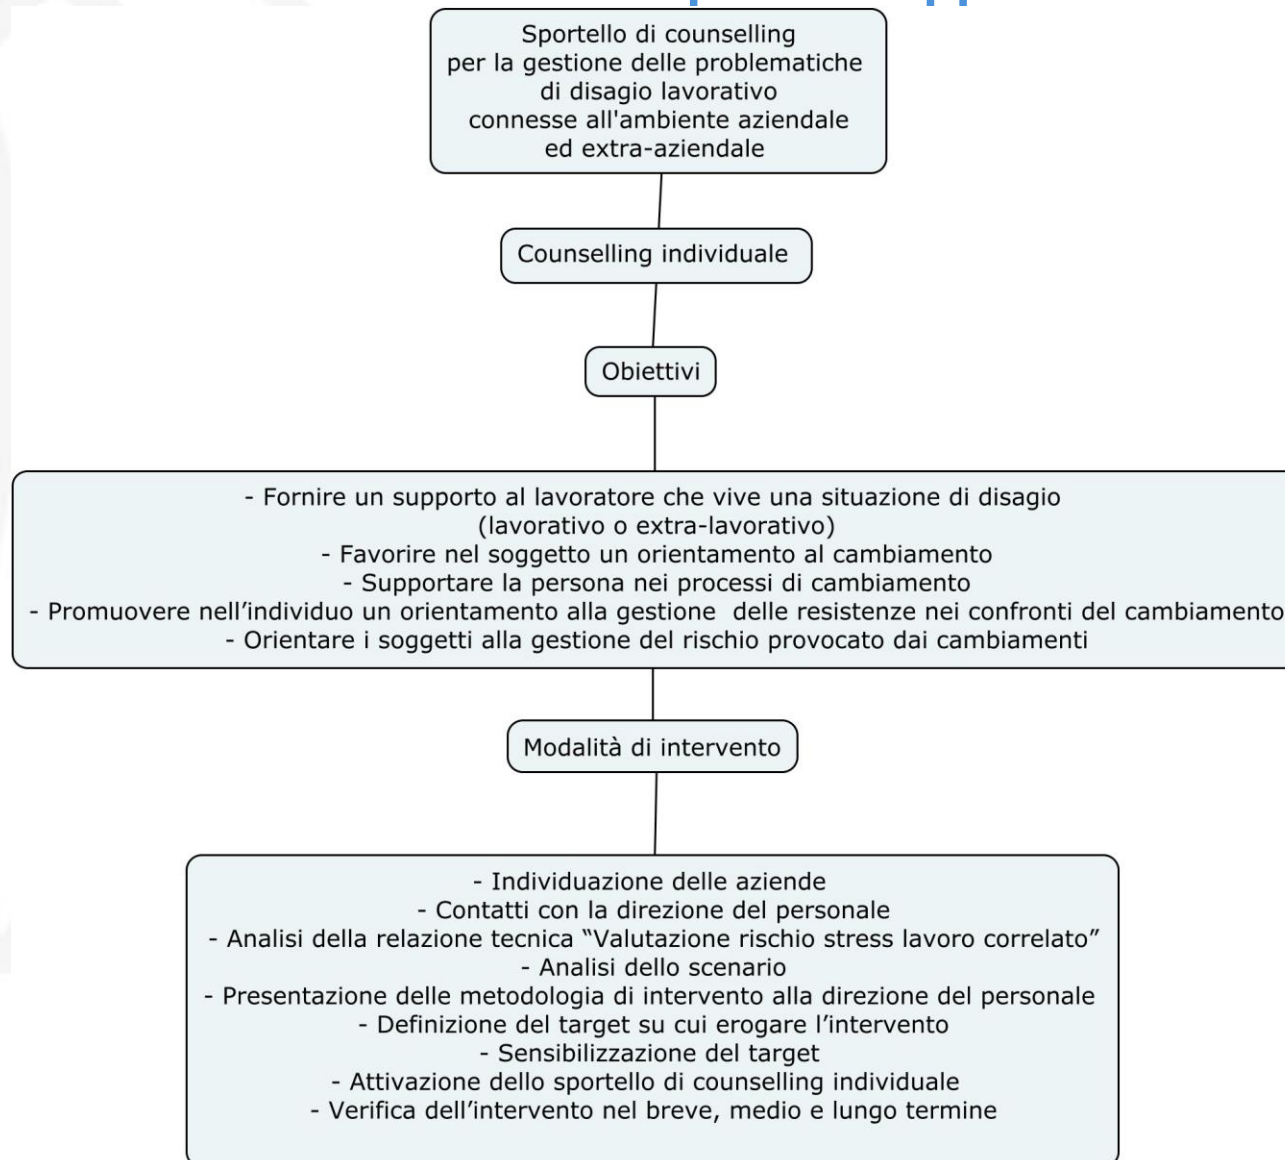 Sportello di counselling
per la gestione delle problematiche
di disagio lavorativo
connesse all'ambiente aziendale
ed extra-aziendale
Counselling individuale
Obiettivi
- Fornire un supporto al lavoratore che vive una situazione di disagio
(lavorativo o extra-lavorativo)
- Favorire nel soggetto un orientamento al cambiamento
- Supportare la persona nei processi di cambiamento
- Promuovere nell’individuo un orientamento alla gestione  delle resistenze nei confronti del cambiamento
- Orientare i soggetti alla gestione del rischio provocato dai cambiamenti
Modalità di intervento
- Individuazione delle aziende
- Contatti con la direzione del personale
- Analisi della relazione tecnica “Valutazione rischio stress lavoro correlato”
- Analisi dello scenario
- Presentazione delle metodologia di intervento alla direzione del personale
- Definizione del target su cui erogare l’intervento
- Sensibilizzazione del target
- Attivazione dello sportello di counselling individuale
- Verifica dell’intervento nel breve, medio e lungo termine